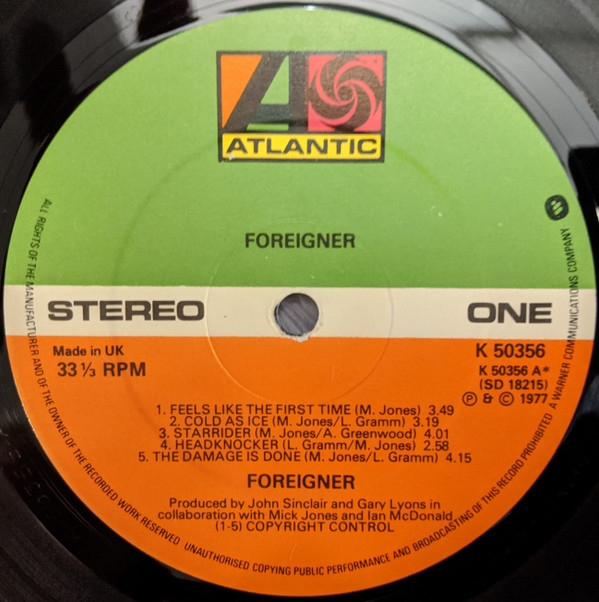 ATLANTIC
FOREIGNER
STEREO
ONE
Made in UK
33 1/3 RPM
K 50356
K 50356 A*
(SD 18215)
Ⓟ & © 1977
1. FEELS LIKE THE FIRST TIME (M. Jones) 3.49
2. COLD AS ICE (M. Jones/L. Gramm) 3.19
3. STARRIDER (M. Jones/A. Greenwood) 4.01
4. HEADKNOCKER (L. Gramm/M, Jones) 2.58
5. THE DAMAGE IS DONE (M. Jones/L. Gramm) 4.15
FOREIGNER
Produced by John Sinclair and Gary Lyons in
collaboration with Mick Jones and Ian McDonald
(1-5) COPYRIGHT CONTROL
ALL RIGHTS OF THE MANUFACTURER AND OF THE OWNER OF THE RECORDED WORK RESERVED UNAUTHORISED COPYING PUBLIC PERFORMANCE AND BROADCASTING OF THIS RECORD PROHIBITED A WARNER COMMUNICATIONS COMPANY